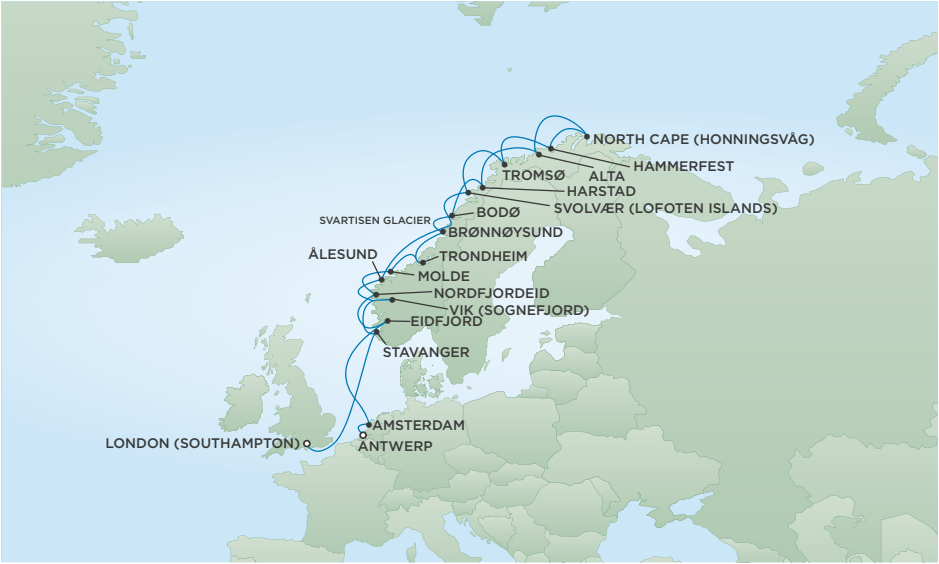 NORTH CAPE (HONNINGSVÅG)
HAMMERFEST
TROMSØ
ALTA
HARSTAD
SVOLVÆR (LOFOTEN ISLANDS)
BODØ
SVARTISEN GLACIER
BRØNNØYSUND
ÅLESUND
TRONDHEIM
MOLDE
NORDFJORDEID
VIK (SOGNEFJORD)
EIDFJORD
STAVANGER
AMSTERDAM
LONDON (SOUTHAMPTON)
ANTWERP